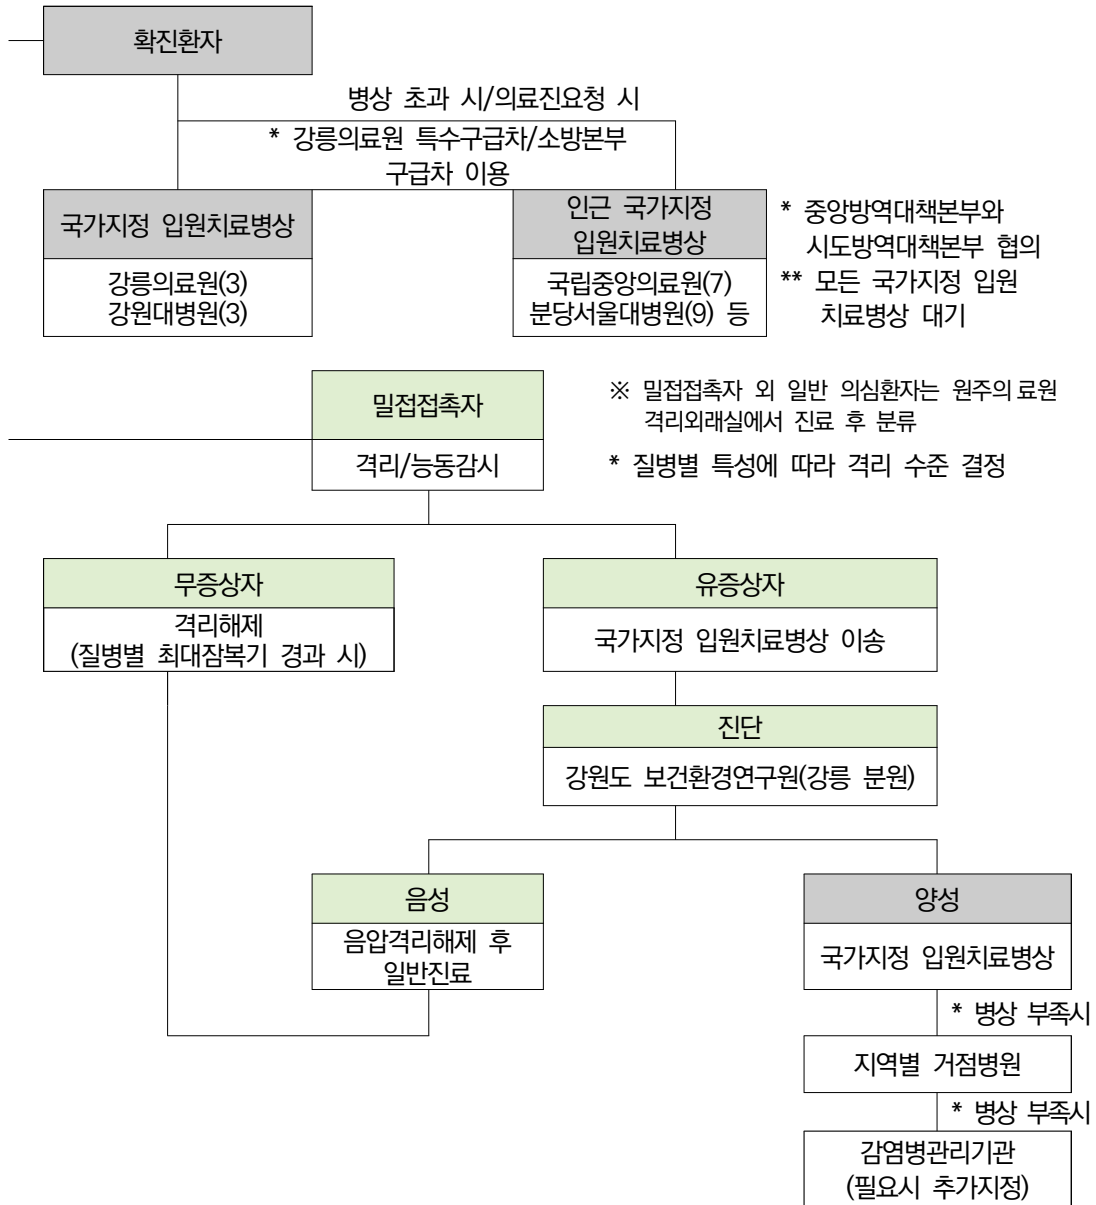 확진환자
병상 초과 시/의료진요청 시
* 강릉의료원 특수구급차/소방본부
구급차 이용
국가지정 입원치료병상
강릉의료원(3)
강원대병원(3)
인근 국가지정
입원치료병상
국립중앙의료원(7)
분당서울대병원(9) 등
* 중앙방역대책본부와
시도방역대책본부 협의
** 모든 국가지정 입원
치료병상 대기
밀접접촉자
격리/능동감시
※ 밀접접촉자 외 일반 의심환자는 원주의료원
격리외래실에서 진료 후 분류
* 질병별 특성에 따라 격리 수준 결정
무증상자
격리해제
(질병별 최대잠복기 경과 시)
유증상자
국가지정 입원치료병상 이송
진단
강원도 보건환경연구원(강릉 분원)
음성
음압격리해제 후
일반진료
양성
국가지정 입원치료병상
* 병상 부족시
지역별 거점병원
* 병상 부족시
감염병관리기관
(필요시 추가지정)